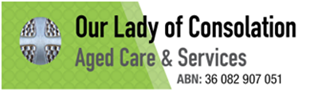 Our Lady of Consolation
Aged Care & Services
ABN: 36 082 907 051